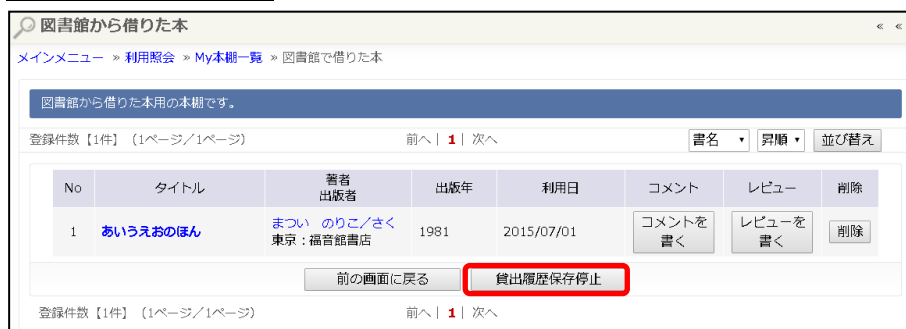 図書館から借りた本 « «
メインメニュー » 利用照会 » My本棚一覧 » 図書館で借りた本
図書館から借りた本用の本棚です。
登録件数【1件】（1ページ／1ページ） 前へ | 1 | 次へ 書名 昇順 並び替え
No タイトル 著者 出版年 利用日 コメント レビュー 削除
出版者
1 あいうえおのほん まつい のりこ／さく 1981 2015/07/01 コメントを書く レビューを書く 削除
東京：福音館書店
前の画面に戻る 貸出履歴保存停止
登録件数【1件】（1ページ／1ページ） 前へ | 1 | 次へ